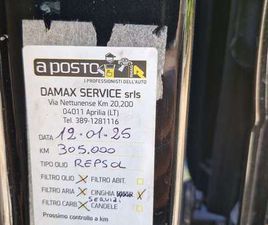 a posto
I PROFESSIONISTI DELL'AUTO
DAMAX SERVICE srls
Via Nettunense Km 20,200
04011 Aprilia (LT)
Tel. 389-1281116
DATA 12-01-25
KM 305.000
TIPO OLIO REPSOL
FILTRO OLIO X FILTRO ABIT.
FILTRO ARIA X CINGHIA SERVIZI X
FILTRO CARB X CANDELE
Prossimo controllo a km